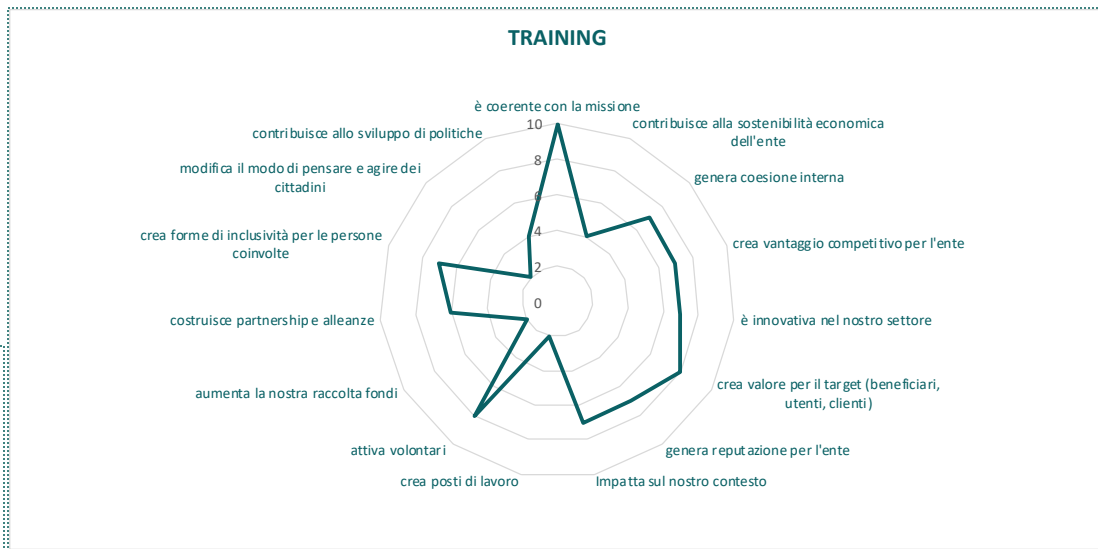 TRAINING
è coerente con la missione
contribuisce alla sostenibilità economica
dell'ente
genera coesione interna
crea vantaggio competitivo per l'ente
è innovativa nel nostro settore
crea valore per il target (beneficiari,
utenti, clienti)
genera reputazione per l'ente
Impatta sul nostro contesto
crea posti di lavoro
attiva volontari
aumenta la nostra raccolta fondi
costruisce partnership e alleanze
crea forme di inclusività per le persone
coinvolte
modifica il modo di pensare e agire dei
cittadini
contribuisce allo sviluppo di politiche
10
8
6
4
2
0